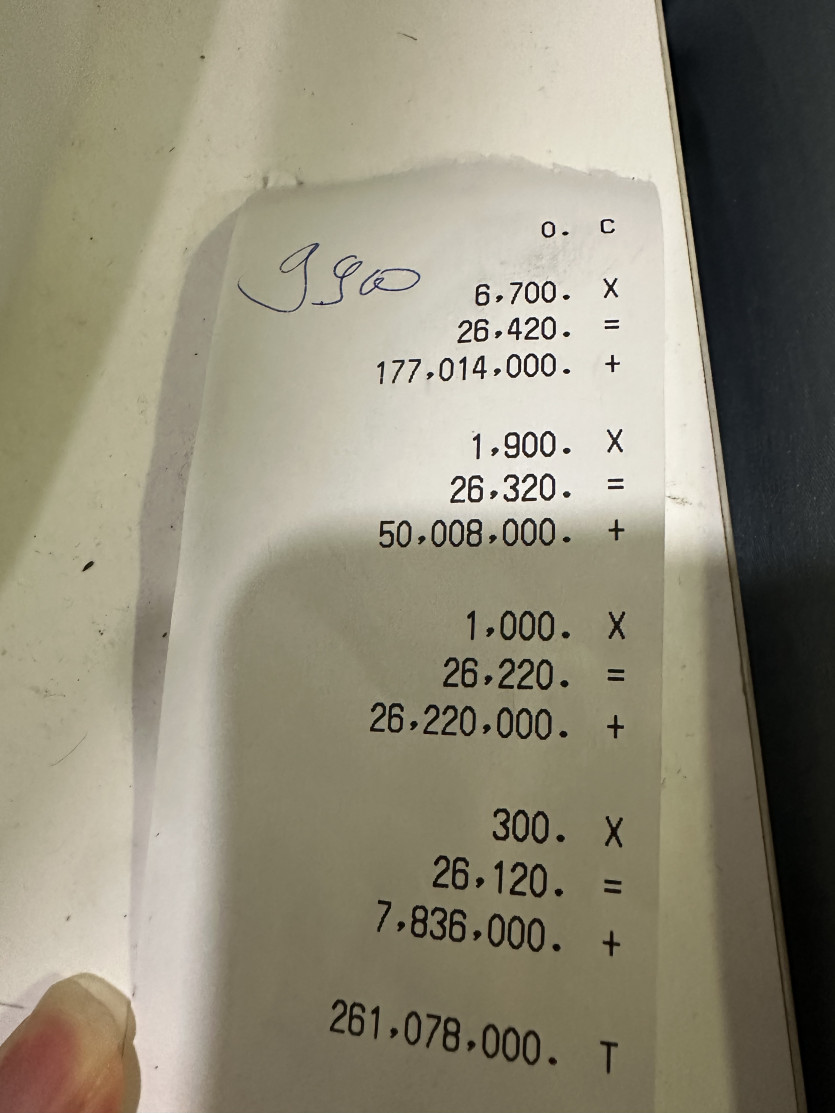 0. C
9900
6,700. X
26,420. =
177,014,000. +
1,900. X
26,320. =
50,008,000. +
1,000. X
26,220. =
26,220,000. +
300. X
26,120. =
7,836,000. +
261,078,000. T